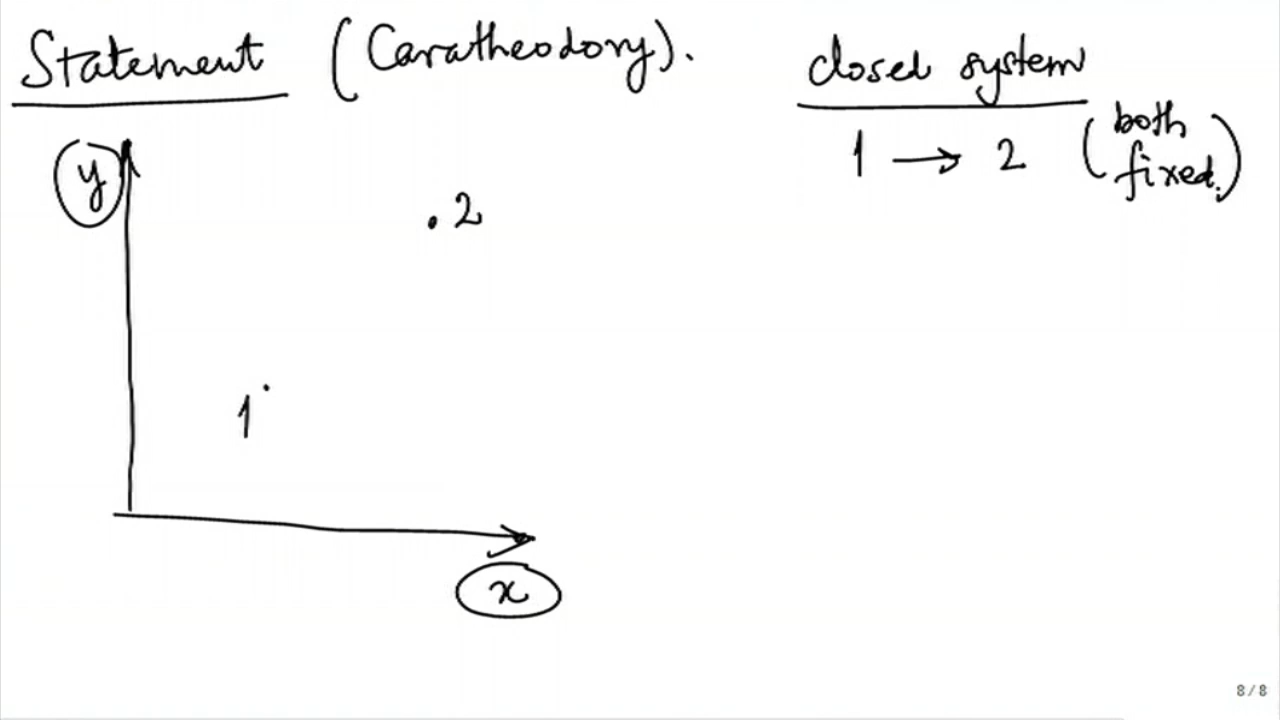 Statement (Caratheodory).
closed system
1 → 2 (both fixed.)
y
. 2
1
x
8/8